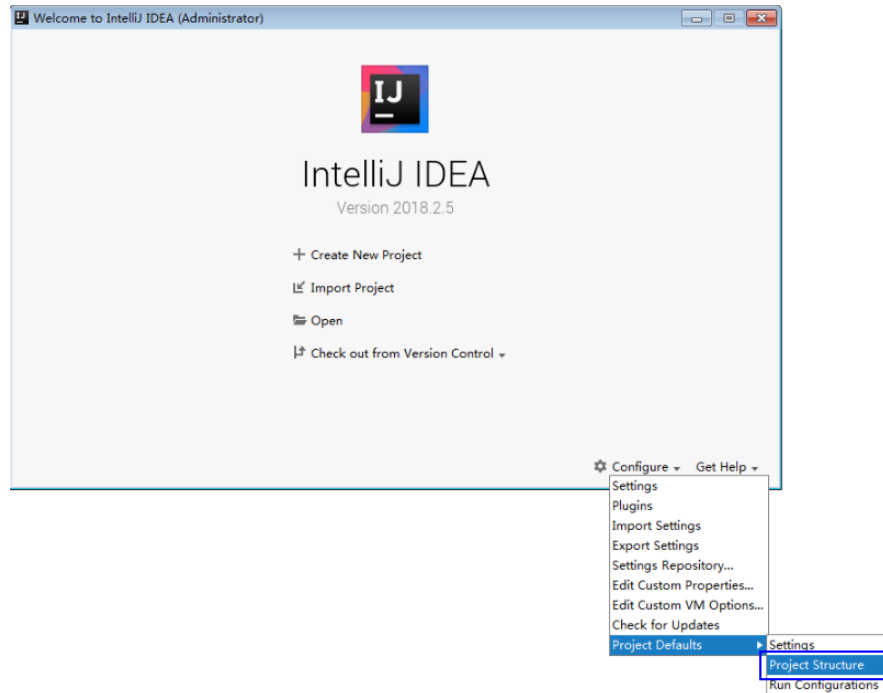 Welcome to IntelliJ IDEA (Administrator)
IJ
IntelliJ IDEA
Version 2018.2.5
Create New Project
Import Project
Open
Check out from Version Control
Configure
Get Help
Settings
Plugins
Import Settings
Export Settings
Settings Repository...
Edit Custom Properties...
Edit Custom VM Options...
Check for Updates
Project Defaults
Settings
Project Structure
Run Configurations